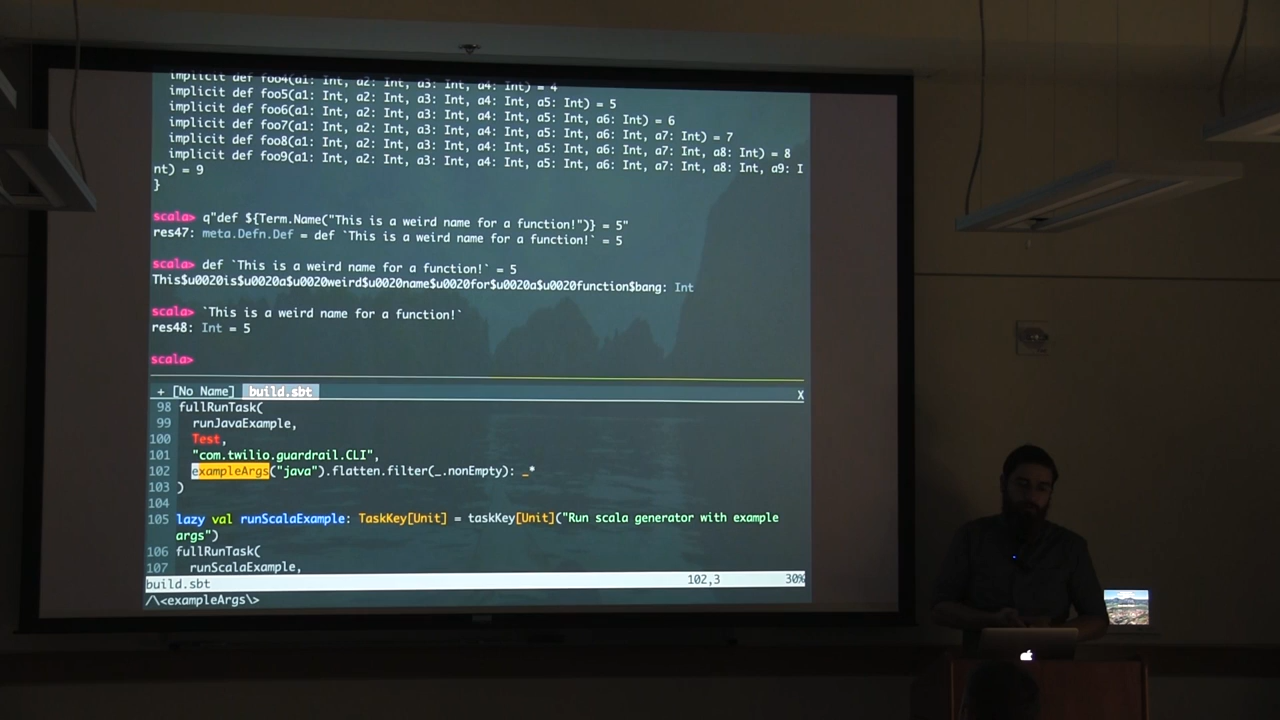 implicit def foo4(a1: Int, a2: Int, a3: Int, a4: Int) = 4
implicit def foo5(a1: Int, a2: Int, a3: Int, a4: Int, a5: Int) = 5
implicit def foo6(a1: Int, a2: Int, a3: Int, a4: Int, a5: Int, a6: Int) = 6
implicit def foo7(a1: Int, a2: Int, a3: Int, a4: Int, a5: Int, a6: Int, a7: Int) = 7
implicit def foo8(a1: Int, a2: Int, a3: Int, a4: Int, a5: Int, a6: Int, a7: Int, a8: Int) = 8
implicit def foo9(a1: Int, a2: Int, a3: Int, a4: Int, a5: Int, a6: Int, a7: Int, a8: Int, a9: I
nt) = 9
}
scala> q"def ${Term.Name("This is a weird name for a function!")} = 5"
res47: meta.Defn.Def = def `This is a weird name for a function!` = 5
scala> def `This is a weird name for a function!` = 5
This$u0020is$u0020a$u0020weird$u0020name$u0020for$u0020a$u0020function$bang: Int
scala> `This is a weird name for a function!`
res48: Int = 5
scala>
+ [No Name] build.sbt X
98 fullRunTask(
99 runJavaExample,
100 Test,
101 "com.twilio.guardrail.CLI",
102 exampleArgs("java").flatten.filter(_.nonEmpty): _*
103 )
104
105 lazy val runScalaExample: TaskKey[Unit] = taskKey[Unit]("Run scala generator with example
args")
106 fullRunTask(
107 runScalaExample,
build.sbt 102,3 30%
/\<exampleArgs\>